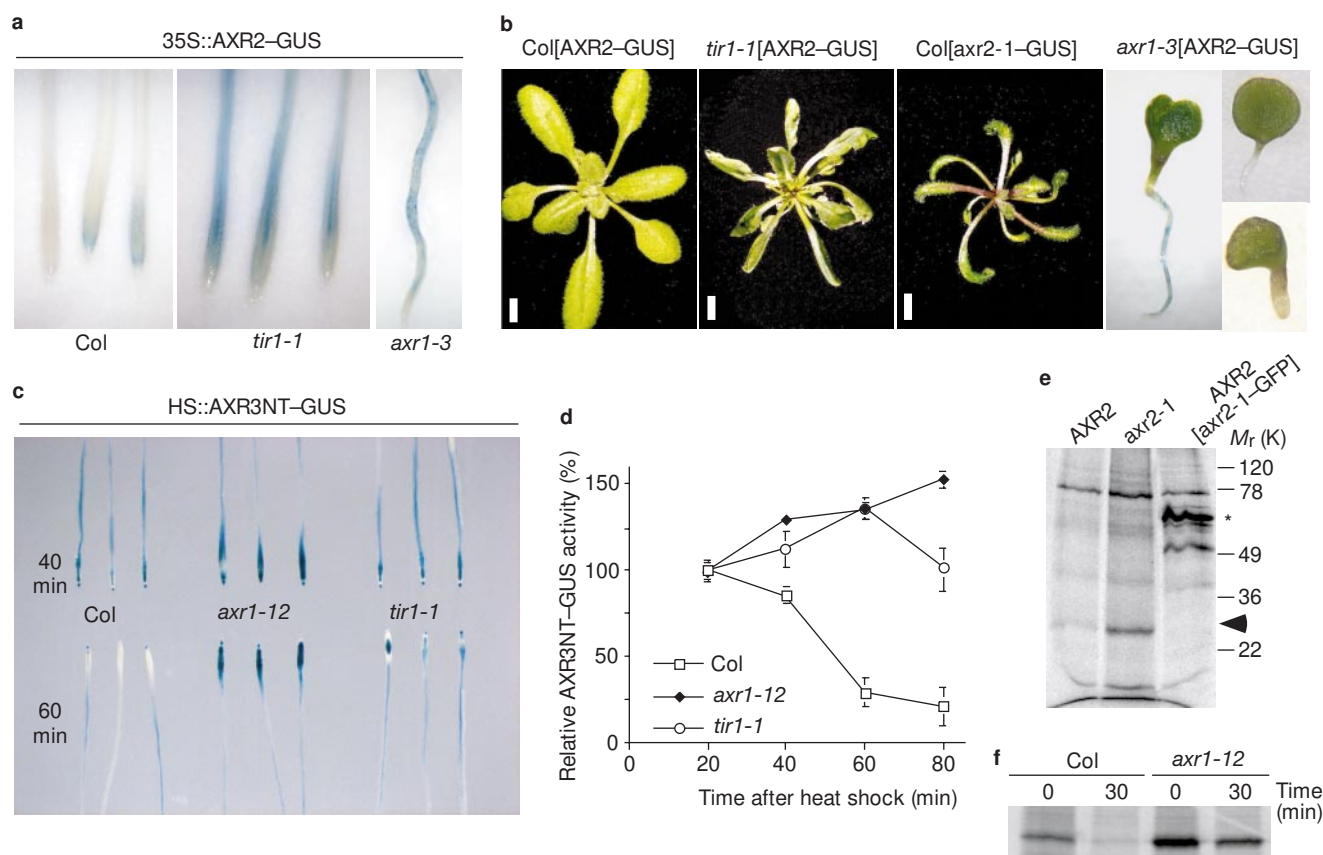 a
35S::AXR2–GUS
Col
tir1-1
axr1-3
b
Col[AXR2–GUS]
tir1-1[AXR2–GUS]
Col[axr2-1–GUS]
axr1-3[AXR2–GUS]
c
HS::AXR3NT–GUS
40
min
Col
axr1-12
tir1-1
60
min
d
Relative AXR3NT–GUS activity (%)
150
100
50
0
Col
axr1-12
tir1-1
0
20
40
60
80
Time after heat shock (min)
e
AXR2
axr2-1
AXR2
[axr2-1–GFP]
Mr (K)
120
78
*
49
36
22
f
Col
axr1-12
0
30
0
30
Time
(min)